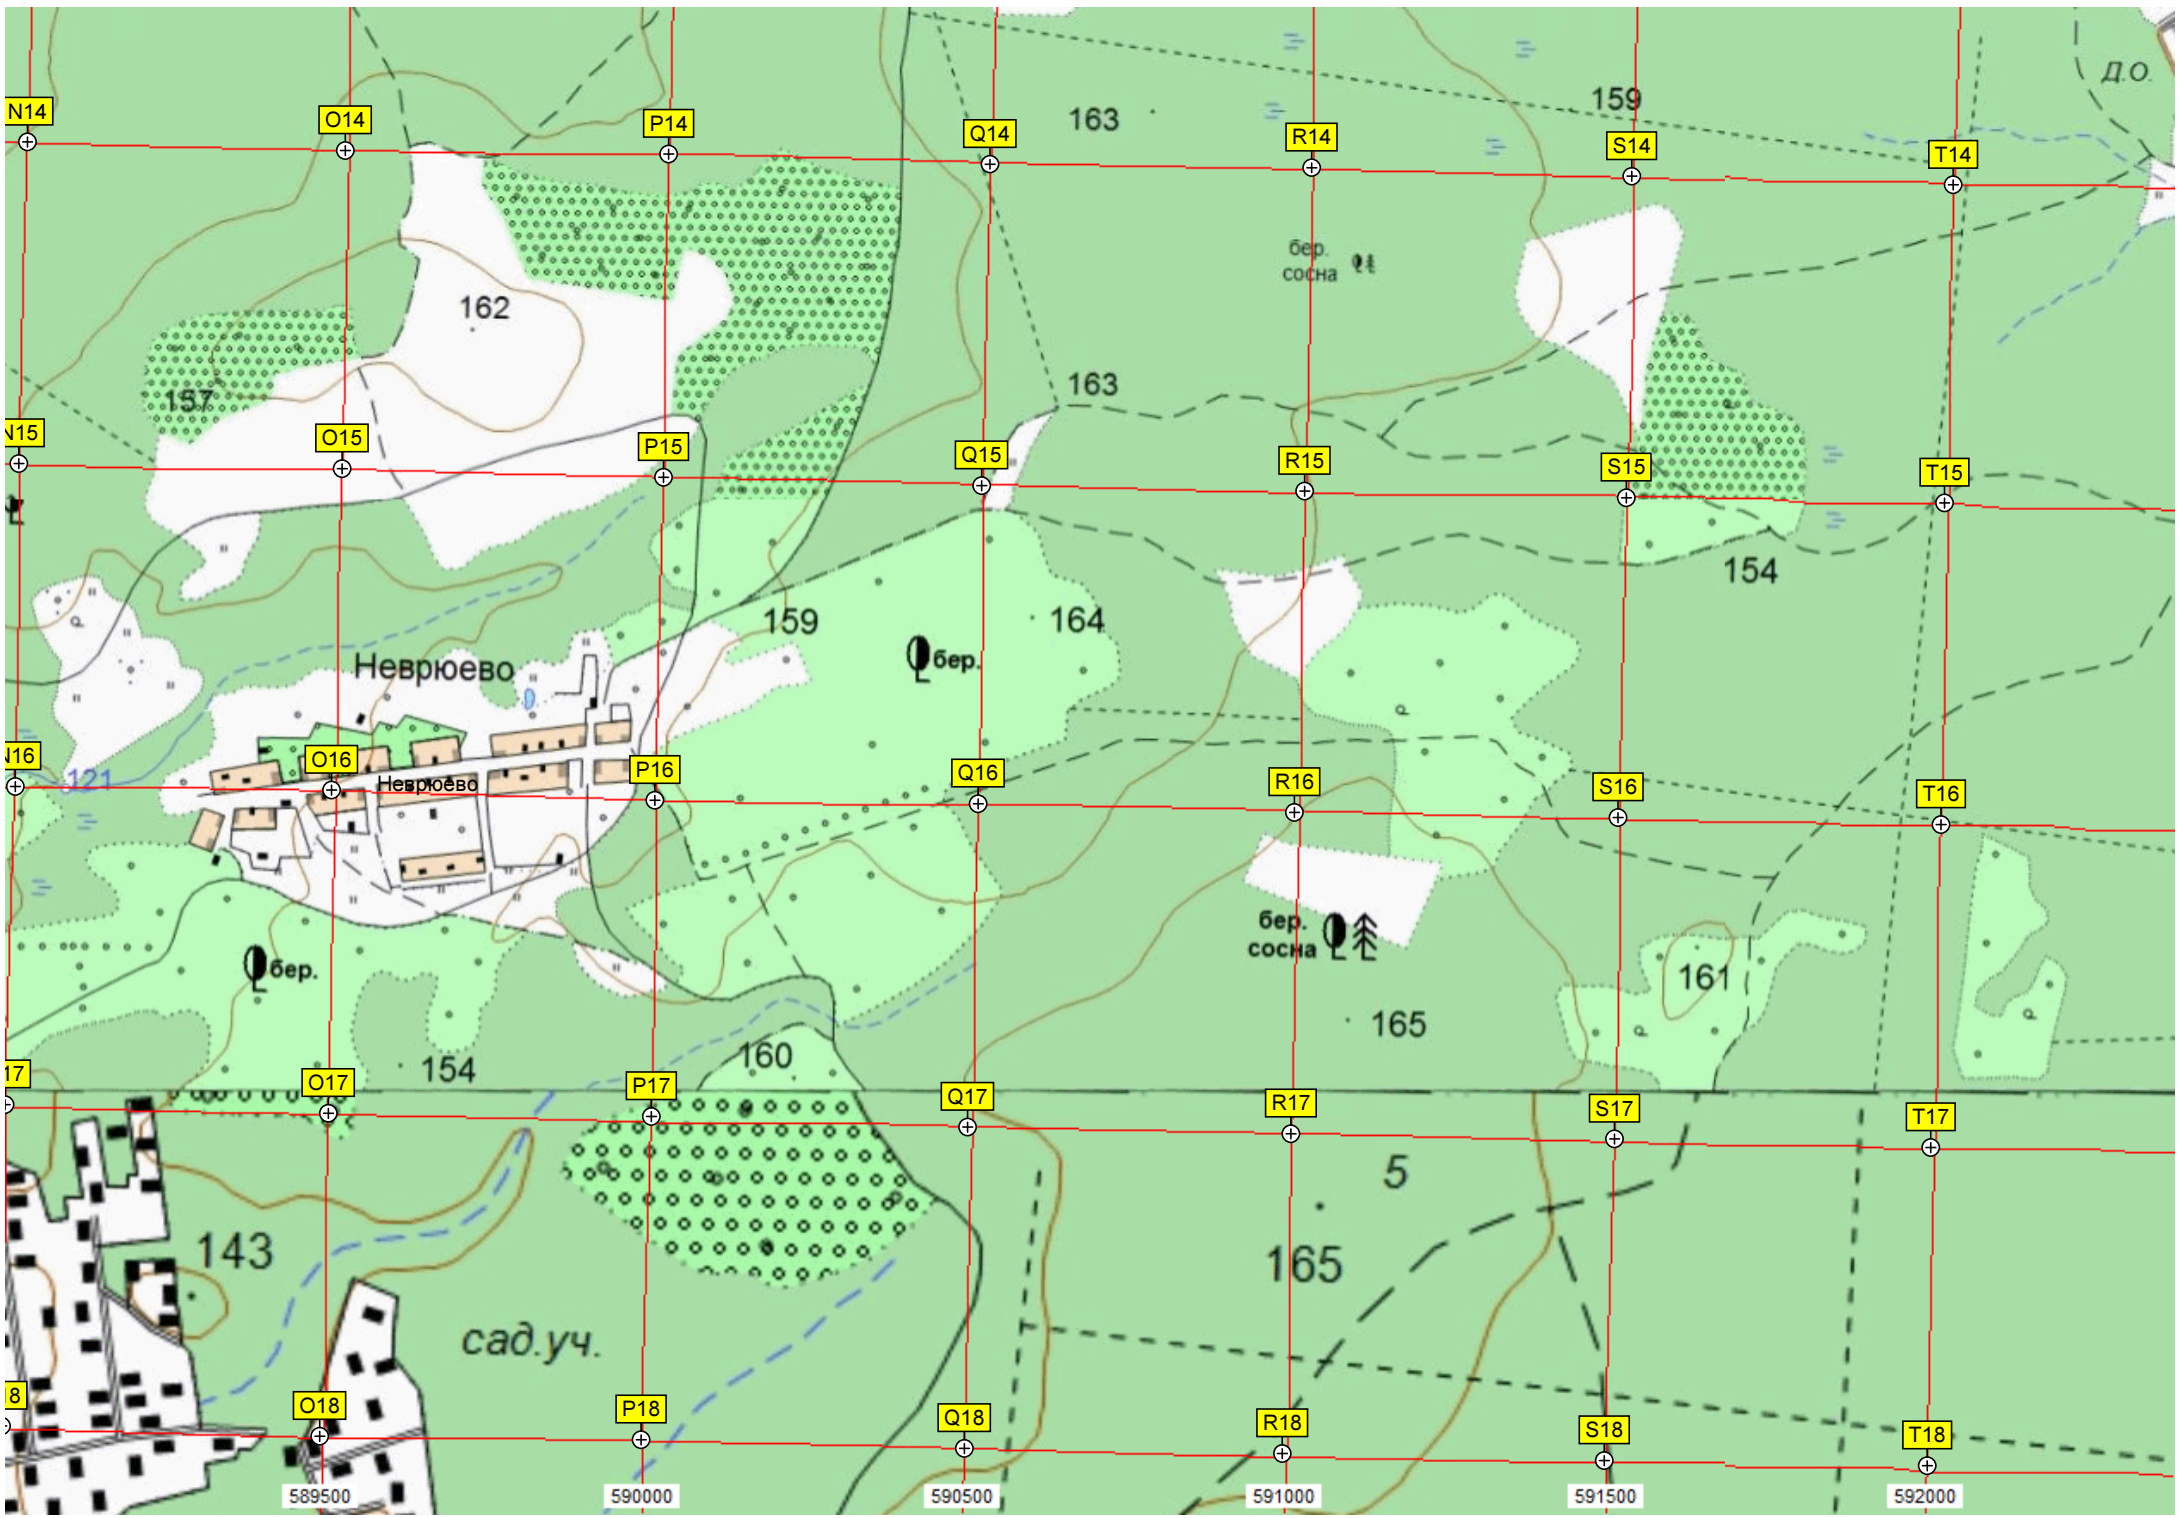 Д.О.
159
N14
O14
P14
163
Q14
R14
S14
T14
бер.
сосна
162
157
163
N15
O15
P15
Q15
R15
S15
T15
154
159
164
бер.
Неврюево
N16
121
O16
Неврюево
P16
Q16
R16
S16
T16
бер.
сосна
бер.
161
165
154
160
17
O17
P17
Q17
R17
S17
T17
5
143
165
сад.уч.
18
O18
P18
Q18
R18
S18
T18
589500
590000
590500
591000
591500
592000